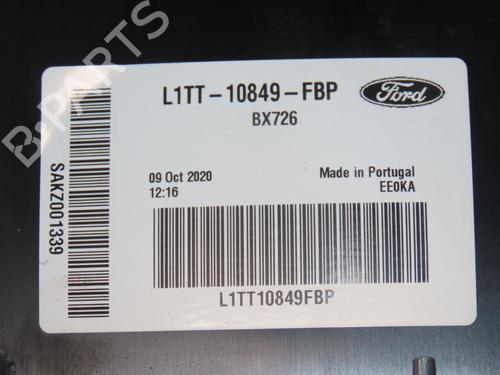 L1TT-10849-FBP
Ford
BX726
09 Oct 2020
12:16
Made in Portugal
EE0KA
SAKZ001339
L1TT10849FBP
B-PARTS